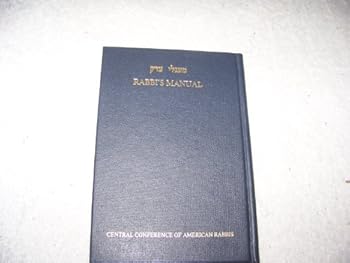 מעגלי צדק
RABBI'S MANUAL
CENTRAL CONFERENCE OF AMERICAN RABBIS